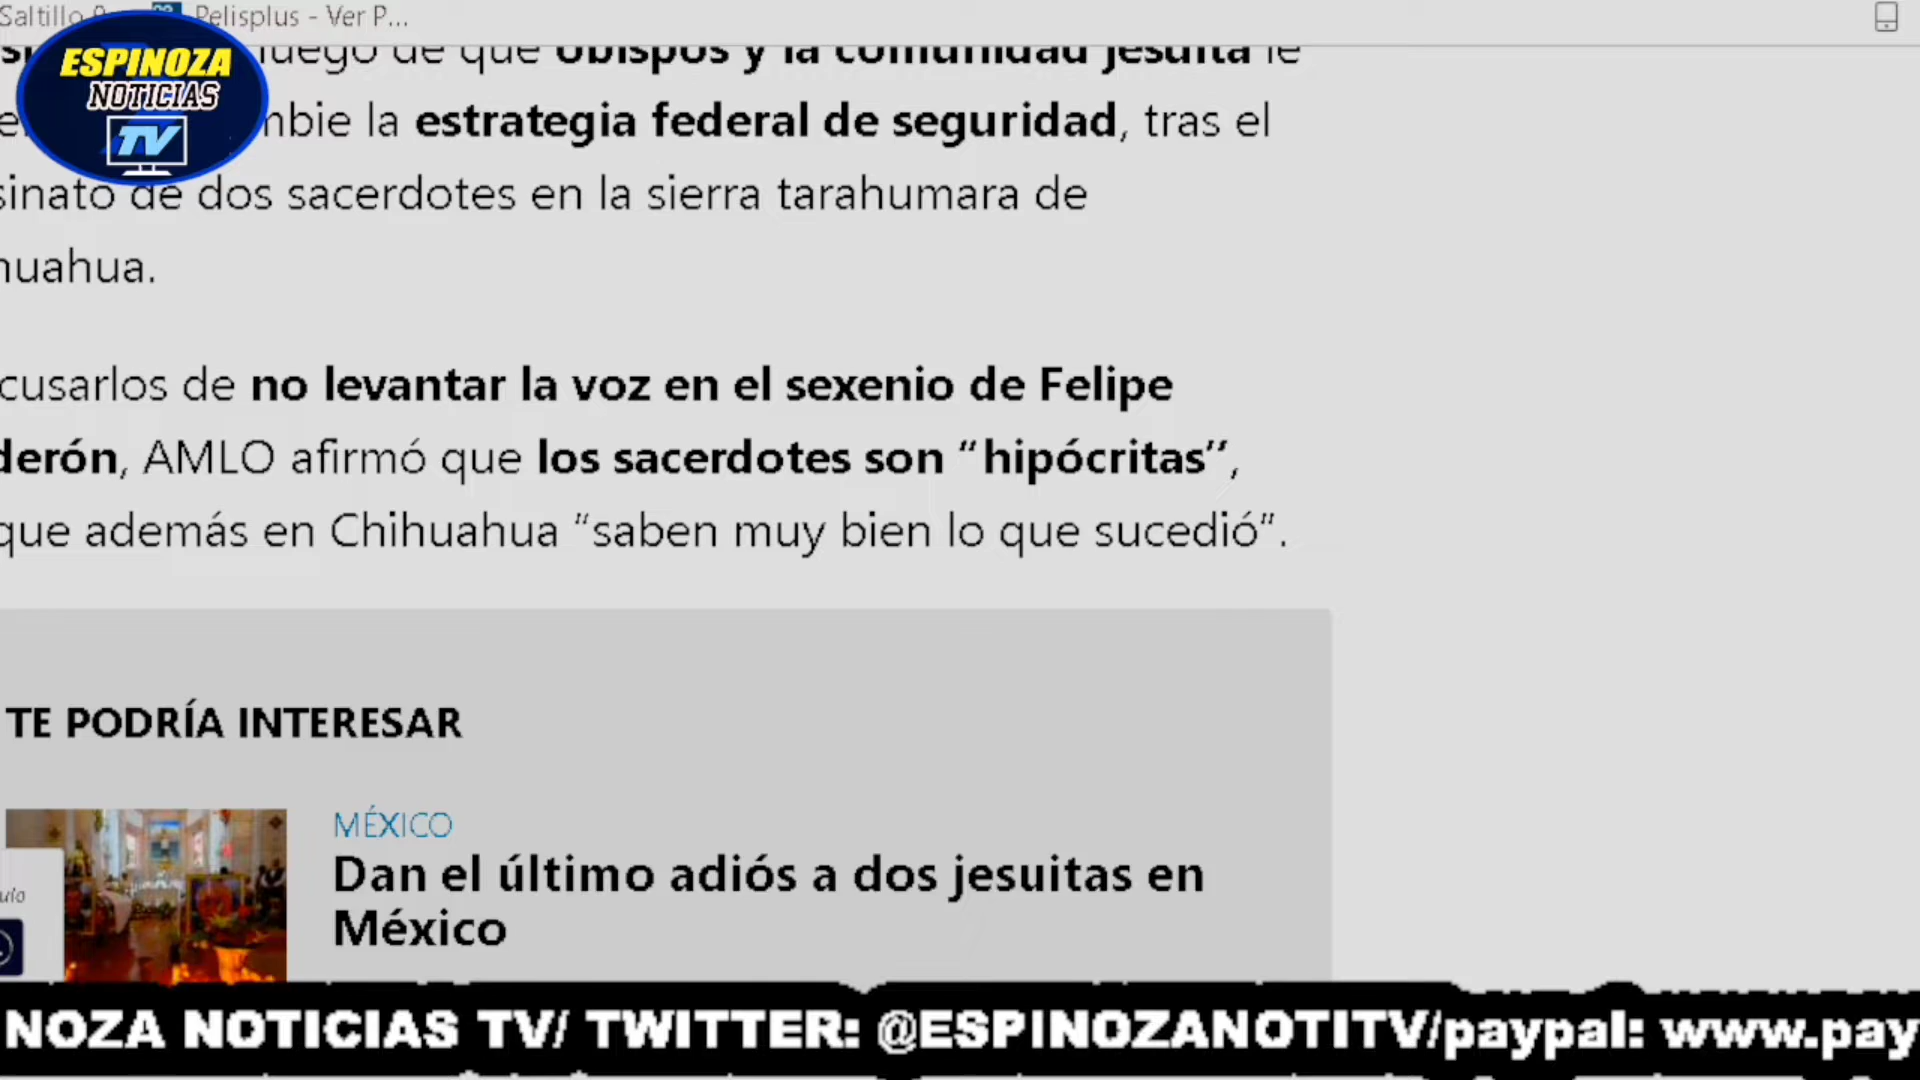 Saltillo
Pelisplus - Ver P...
ESPINOZA
NOTICIAS
TV
luego de que obispos y la comunidad jesuita le
mbie la estrategia federal de seguridad, tras el
sinato de dos sacerdotes en la sierra tarahumara de
huahua.
cusarlos de no levantar la voz en el sexenio de Felipe
derón, AMLO afirmó que los sacerdotes son “hipócritas”,
que además en Chihuahua “saben muy bien lo que sucedió”.
TE PODRÍA INTERESAR
MÉXICO
Dan el último adiós a dos jesuitas en
México
ulo
NOZA NOTICIAS TV/ TWITTER: @ESPINOZANOTITV/paypal: www.pay